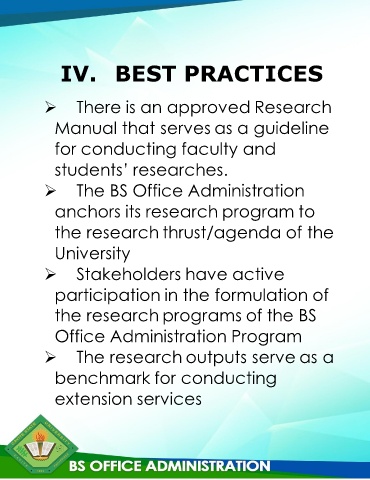 IV. BEST PRACTICES
➢ There is an approved Research
Manual that serves as a guideline
for conducting faculty and
students’ researches.
➢ The BS Office Administration
anchors its research program to
the research thrust/agenda of the
University
➢ Stakeholders have active
participation in the formulation of
the research programs of the BS
Office Administration Program
➢ The research outputs serve as a
benchmark for conducting
extension services
BS OFFICE ADMINISTRATION